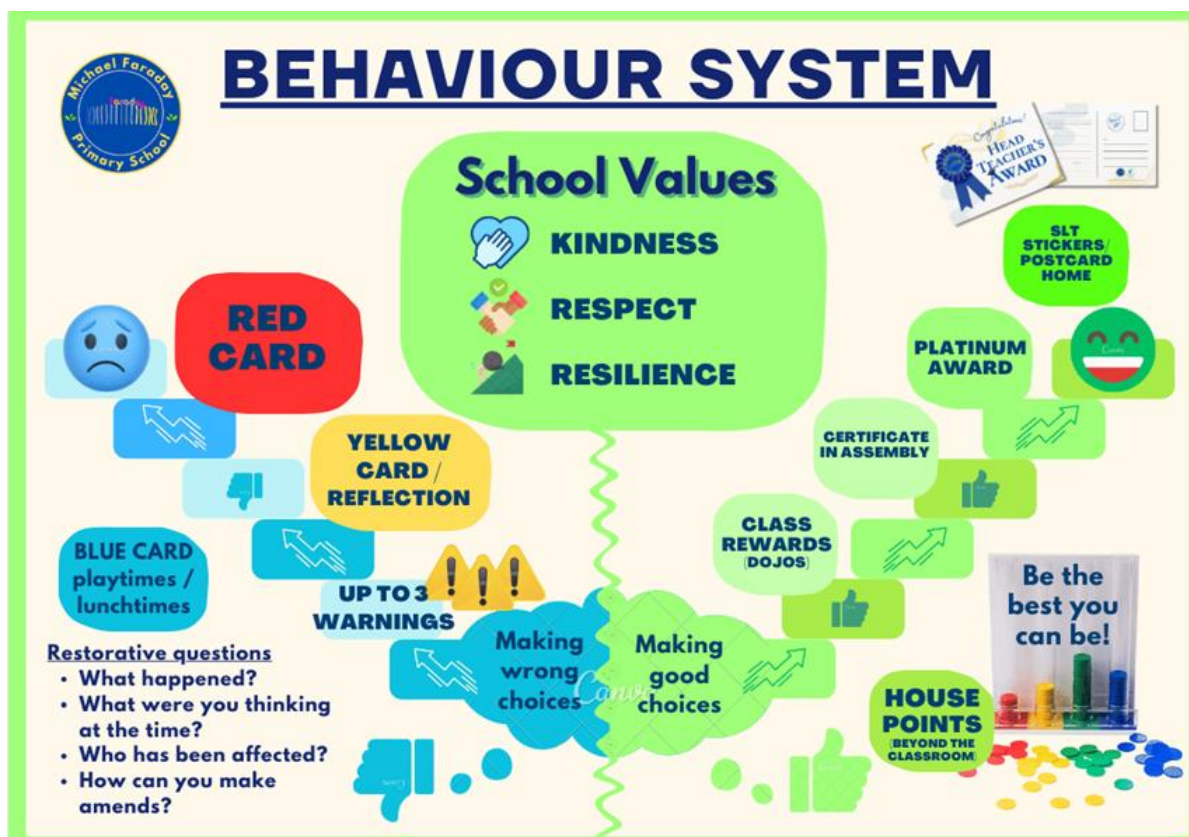 Michael Faraday
Primary School
BEHAVIOUR SYSTEM
Congratulations!
HEAD
TEACHER'S
AWARD
School Values
KINDNESS
RESPECT
RESILIENCE
RED
CARD
YELLOW
CARD /
REFLECTION
BLUE CARD
playtimes /
lunchtimes
UP TO 3
WARNINGS
Making
wrong
choices
Restorative questions
• What happened?
• What were you thinking
at the time?
• Who has been affected?
• How can you make
amends?
Making
good
choices
Canva
SLT
STICKERS/
POSTCARD
HOME
PLATINUM
AWARD
CERTIFICATE
IN ASSEMBLY
CLASS
REWARDS
(DOJOS)
HOUSE
POINTS
(BEYOND THE
CLASSROOM)
Be the
best you
can be!